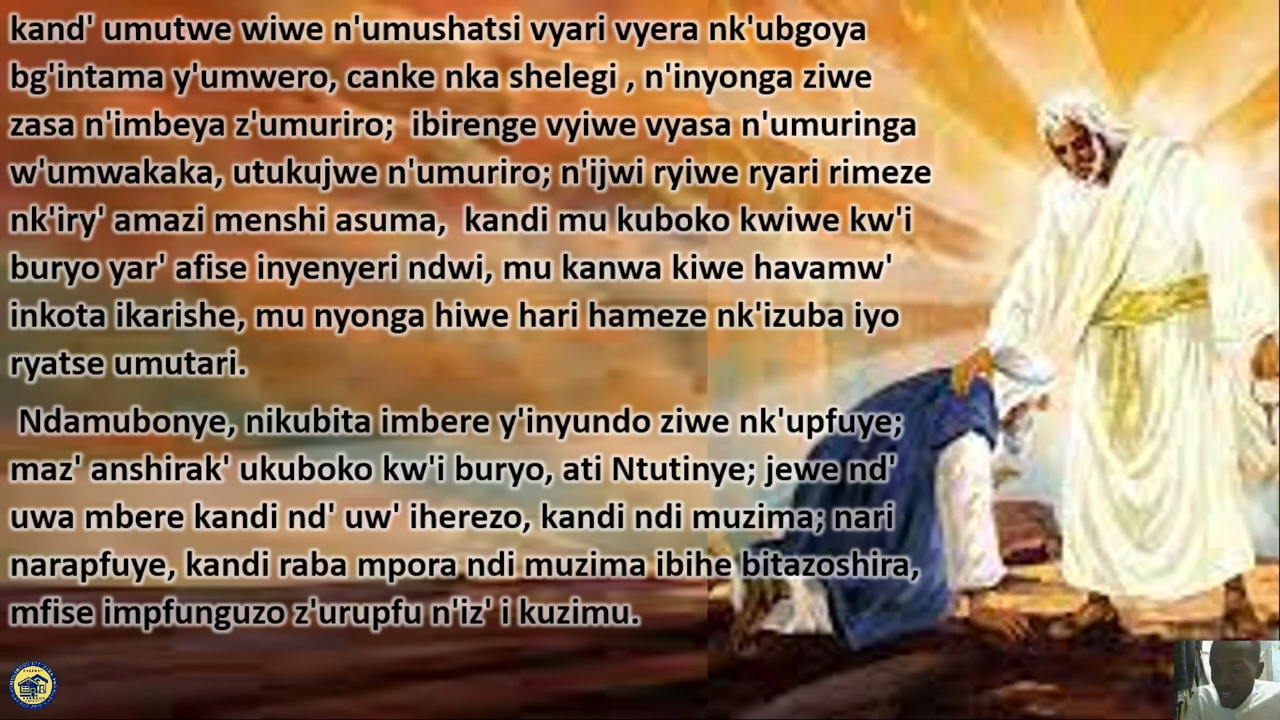 kand' umutwe wiwe n'umushatsi vyari vyera nk'ubgoya
bg'intama y'umwero, canke nka shelegi , n'inyonga ziwe
zasa n'imbeya z'umuriro;  ibirenge vyiwe vyasa n'umuringa
w'umwakaka, utukujwe n'umuriro; n'ijwi ryiwe ryari rimeze
nk'iry' amazi menshi asuma,  kandi mu kuboko kwiwe kw'i
buryo yar' afise inyenyeri ndwi, mu kanwa kiwe havamw'
inkota ikarishe, mu nyonga hiwe hari hameze nk'izuba iyo
ryatse umutari.
Ndamubonye, nikubita imbere y'inyundo ziwe nk'upfuye;
maz' anshirak' ukuboko kw'i buryo, ati Ntutinye; jewe nd'
uwa mbere kandi nd' uw' iherezo, kandi ndi muzima; nari
narapfuye, kandi raba mpora ndi muzima ibihe bitazoshira,
mfise impfunguzo z'urupfu n'iz' i kuzimu.